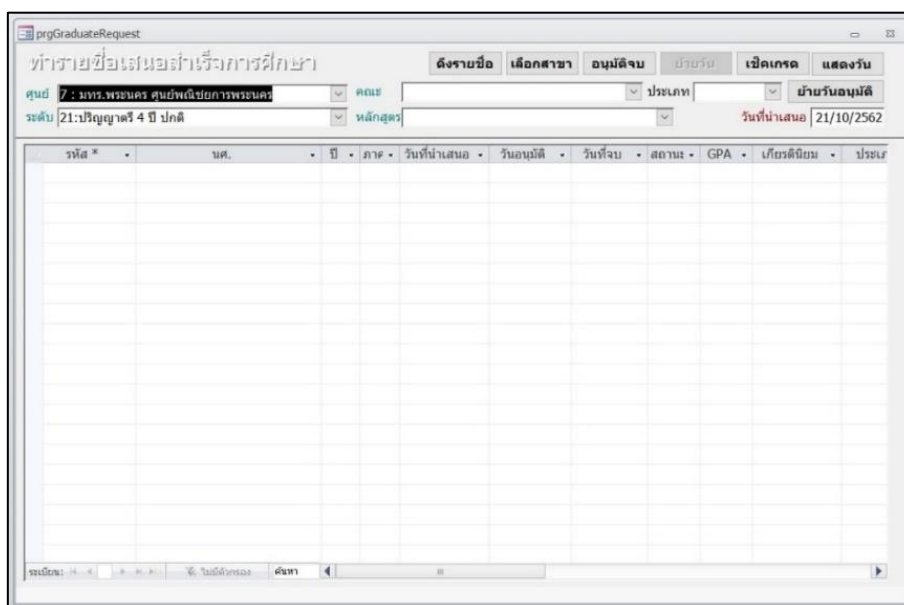 prgGraduateRequest
ทำรายชื่อเสนอสำเร็จการศึกษา ดึงรายชื่อ เลือกสาขา อนุมัติจบ ย้ายวัน เช็คเกรด แสดงวัน
ศูนย์ 7 : มทร.พระนคร ศูนย์พณิชยการพระนคร คณะ ประเภท ย้ายวันอนุมัติ
ระดับ 21:ปริญญาตรี 4 ปี ปกติ หลักสูตร วันที่นำเสนอ 21/10/2562
รหัส * นศ. ปี ภาค วันที่นำเสนอ วันอนุมัติ วันที่จบ สถานะ GPA เกียรตินิยม ประเภ
ระเบียน: ไม่มีตัวกรอง ค้นหา